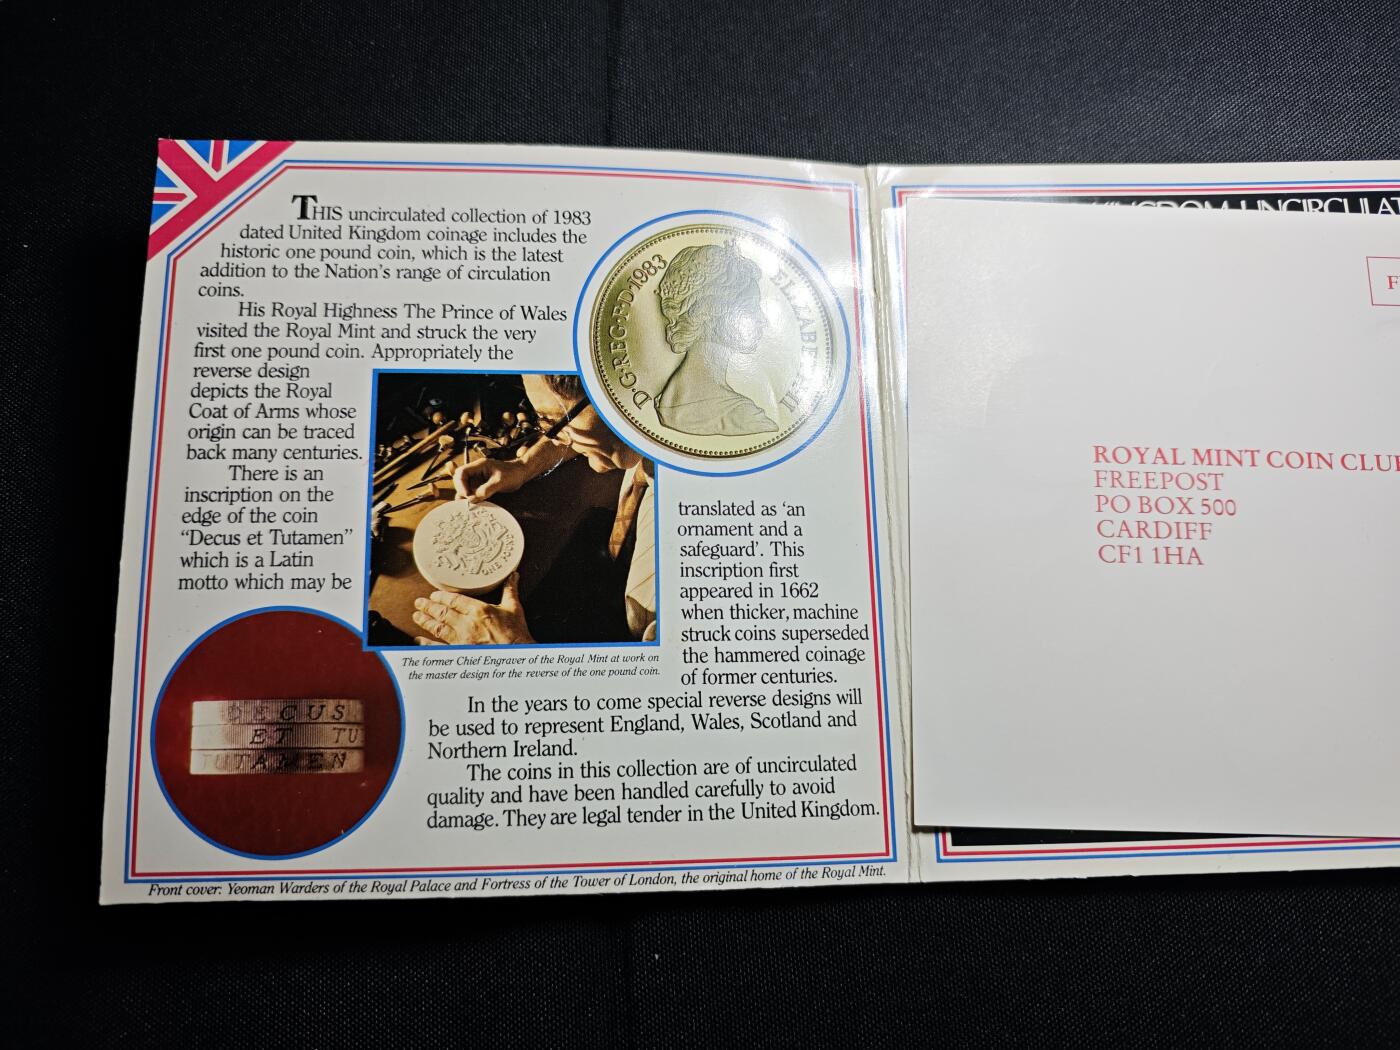 THIS uncirculated collection of 1983
dated United Kingdom coinage includes the
historic one pound coin, which is the latest
addition to the Nation's range of circulation
coins.
His Royal Highness The Prince of Wales
visited the Royal Mint and struck the very
first one pound coin. Appropriately the
reverse design
depicts the Royal
Coat of Arms whose
origin can be traced
back many centuries.
There is an
inscription on the
edge of the coin
"Decus et Tutamen"
which is a Latin
motto which may be
translated as 'an
ornament and a
safeguard'. This
inscription first
appeared in 1662
when thicker, machine
struck coins superseded
the hammered coinage
of former centuries.
In the years to come special reverse designs will
be used to represent England, Wales, Scotland and
Northern Ireland.
The coins in this collection are of uncirculated
quality and have been handled carefully to avoid
damage. They are legal tender in the United Kingdom.
D·G·REG·F·D·1983
ELIZABETH II
ONE POUND
The former Chief Engraver of the Royal Mint at work on
the master design for the reverse of the one pound coin.
DECUS
ET TU
TUTAMEN
Front cover: Yeoman Warders of the Royal Palace and Fortress of the Tower of London, the original home of the Royal Mint.
UNCIRCULAT
F
ROYAL MINT COIN CLU
FREEPOST
PO BOX 500
CARDIFF
CF1 1HA